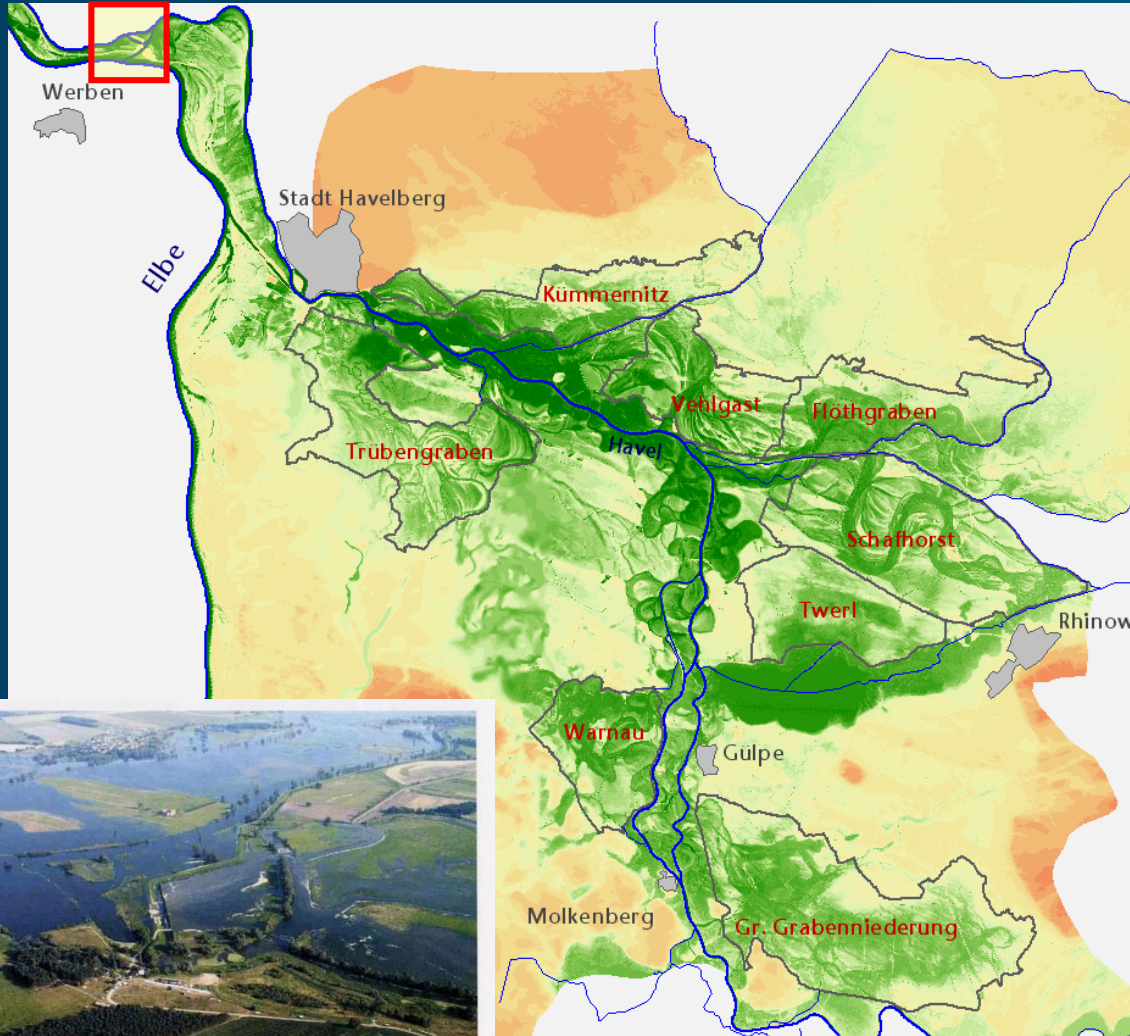 Werben
Stadt Havelberg
Elbe
Kümmernitz
Vehlgast
Flöthgraben
Havel
Trübengraben
Schafhorst
Twerl
Rhinow
Warnau
Gülpe
Molkenberg
Gr. Grabenniederung